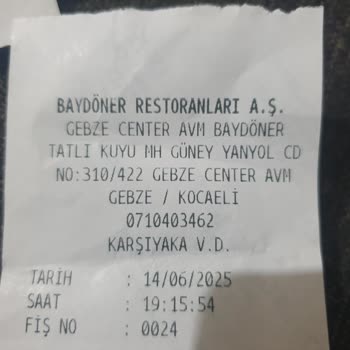 BAYDÖNER RESTORANLARI A.Ş.
GEBZE CENTER AVM BAYDÖNER
TATLI KUYU MH GÜNEY YANYOL CD
NO:310/422 GEBZE CENTER AVM
GEBZE / KOCAELİ
0710403462
KARŞIYAKA V.D.
TARİH : 14/06/2025
SAAT : 19:15:54
FİŞ NO : 0024